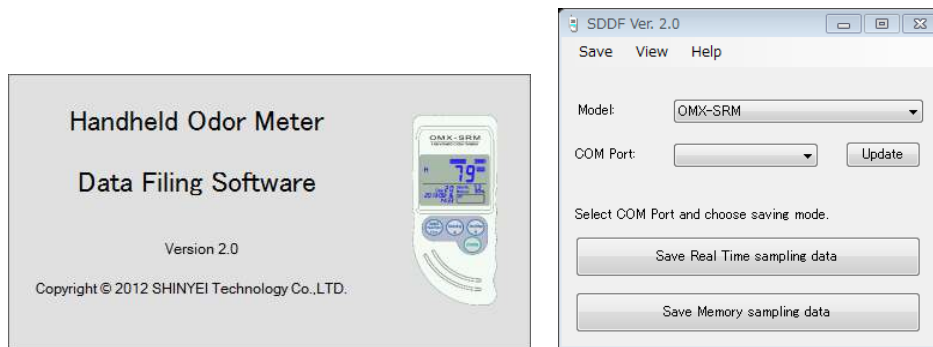 Handheld Odor Meter
Data Filing Software
Version 2.0
Copyright © 2012 SHINYEI Technology Co.,LTD.
OMX-SRM
H
79
SDDF Ver. 2.0
Save View Help
Model: OMX-SRM
COM Port: Update
Select COM Port and choose saving mode.
Save Real Time sampling data
Save Memory sampling data